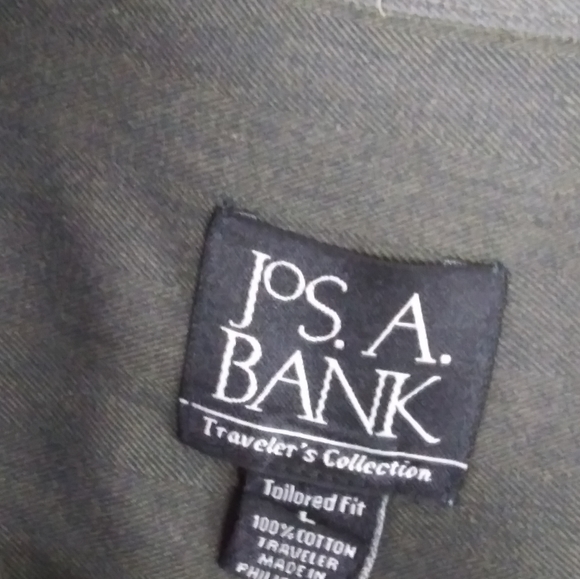 JOS. A.
BANK
Traveler's Collection
Tailored Fit
L
100% COTTON
TRAVELER
MADE IN